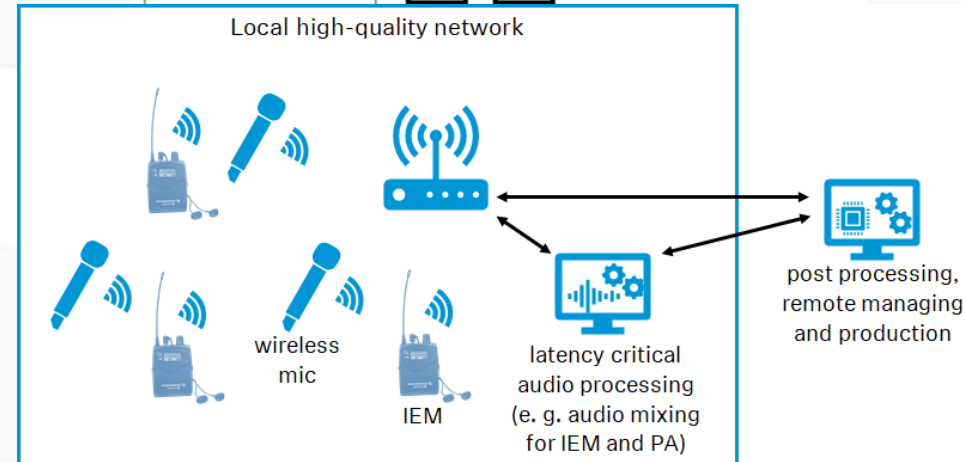 Local high-quality network
wireless
mic
IEM
latency critical
audio processing
(e. g. audio mixing
for IEM and PA)
post processing,
remote managing
and production